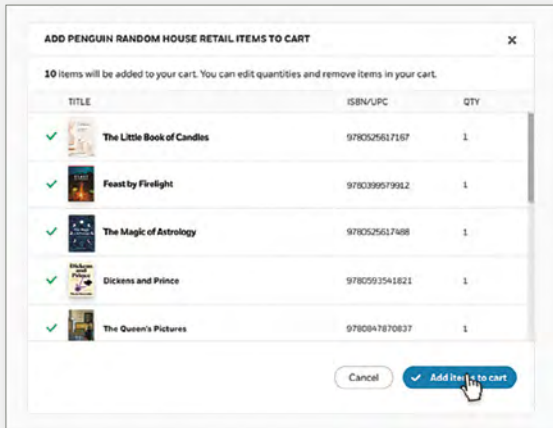 ADD PENGUIN RANDOM HOUSE RETAIL ITEMS TO CART
10 items will be added to your cart. You can edit quantities and remove items in your cart.
TITLE ISBN/UPC QTY
The Little Book of Candles 9780525617167 1
Feast by Firelight 9780399579912 1
The Magic of Astrology 9780525617488 1
Dickens and Prince
Dickens and Prince 9780593541821 1
The Queen's Pictures 9780847870837 1
Cancel Add items to cart